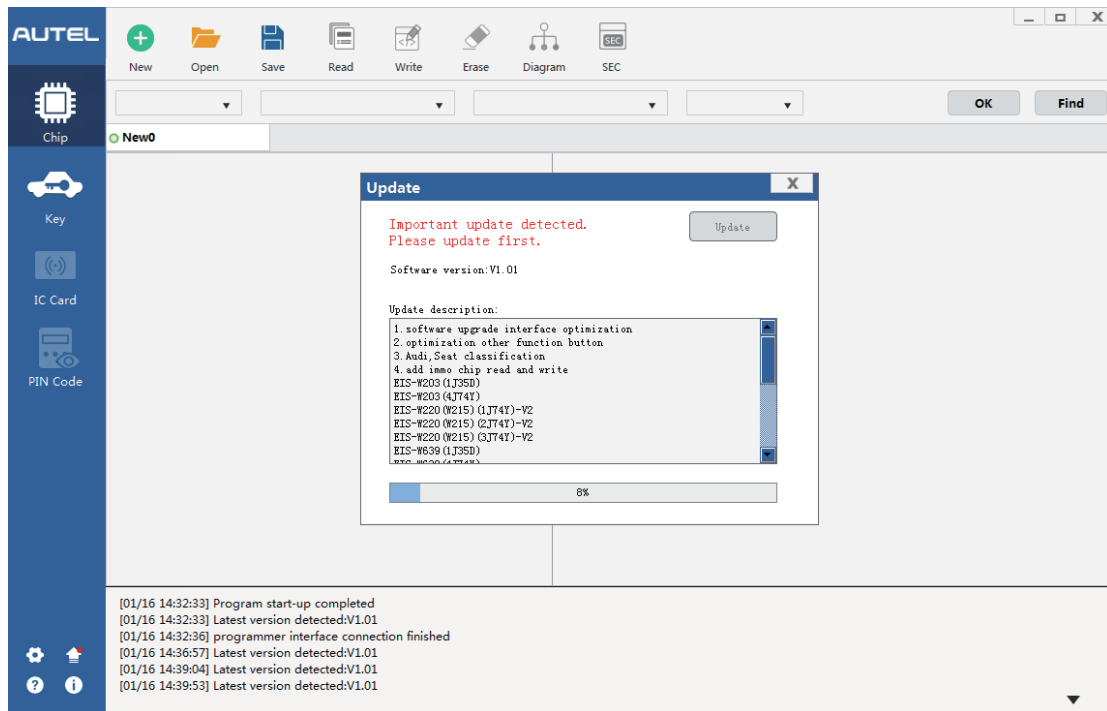 AUTEL
New
Open
Save
Read
Write
Erase
Diagram
SEC
SEC
OK
Find
Chip
New0
Key
IC Card
PIN Code
Update
X
Important update detected.
Please update first.
Update
Software version:V1.01
Update description:
1.software upgrade interface optimization
2.optimization other function button
3.Audi,Seat classification
4.add immo chip read and write
EIS-W203(1J35D)
EIS-W203(4J74Y)
EIS-W220(W215)(1J74Y)-V2
EIS-W220(W215)(2J74Y)-V2
EIS-W220(W215)(3J74Y)-V2
EIS-W639(1J35D)
8%
[01/16 14:32:33] Program start-up completed
[01/16 14:32:33] Latest version detected:V1.01
[01/16 14:32:36] programmer interface connection finished
[01/16 14:36:57] Latest version detected:V1.01
[01/16 14:39:04] Latest version detected:V1.01
[01/16 14:39:53] Latest version detected:V1.01